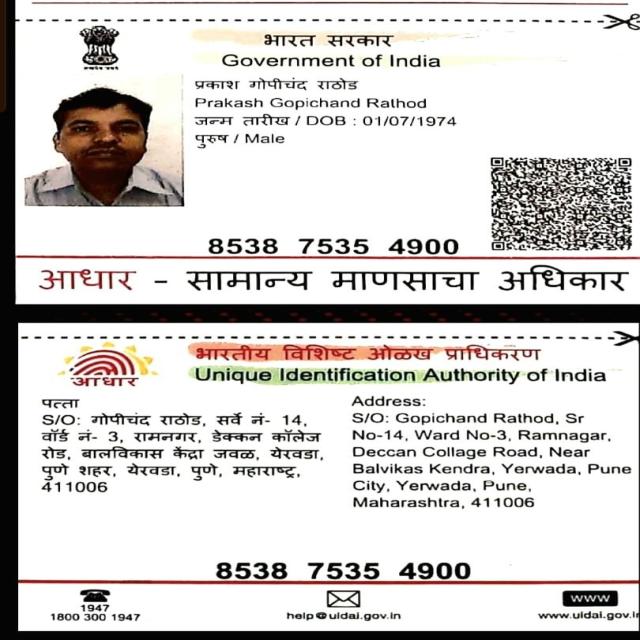 भारत सरकार
Government of India
प्रकाश गोपीचंद राठोड
Prakash Gopichand Rathod
जन्म तारीख / DOB : 01/07/1974
पुरुष / Male
8538 7535 4900
आधार - सामान्य माणसाचा अधिकार
भारतीय विशिष्ट ओळख प्राधिकरण
Unique Identification Authority of India
आधार
पत्ता
S/O: गोपीचंद राठोड, सर्वे नं- 14,
वॉर्ड नं- 3, रामनगर, डेक्कन कॉलेज
रोड, बालविकास केंद्रा जवळ, येरवडा,
पुणे शहर, येरवडा, पुणे, महाराष्ट्र,
411006
Address:
S/O: Gopichand Rathod, Sr
No-14, Ward No-3, Ramnagar,
Deccan Collage Road, Near
Balvikas Kendra, Yerwada, Pune
City, Yerwada, Pune,
Maharashtra, 411006
8538 7535 4900
1947
1800 300 1947
help@uidai.gov.in
www
www.uidai.gov.in